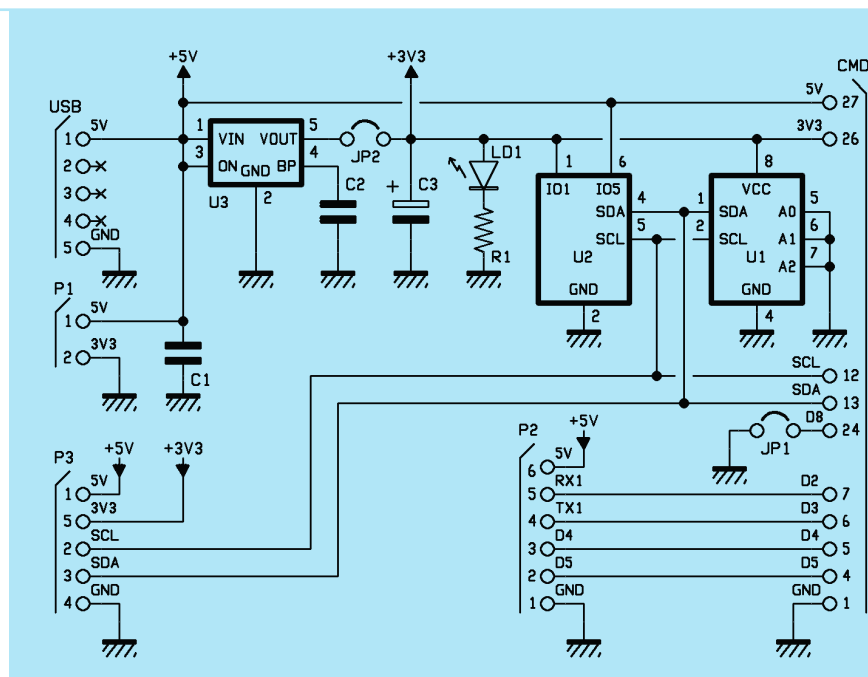 +5V
+3V3
CMD
5V
27
USB
1 5V
2
3
4
GND
5
1 VIN VOUT 5
3 ON GND BP 4
2
U3
JP2
C2
+
C3
LD1
R1
3V3
26
1
6
IO1
IO5
SDA 4
SCL 5
U2
GND
2
8
VCC
1 SDA A0 5
2 SCL A1 6
U1
A2 7
GND
4
P1
1 5V
2 3V3
C1
SCL
12
SDA
13
D8
24
JP1
P3
+5V
+3V3
1 5V
5 3V3
2 SCL
3 SDA
4 GND
P2
+5V
6 5V
5 RX1 D2 7
4 TX1 D3 6
3 D4 D4 5
2 D5 D5 4
1 GND GND 1